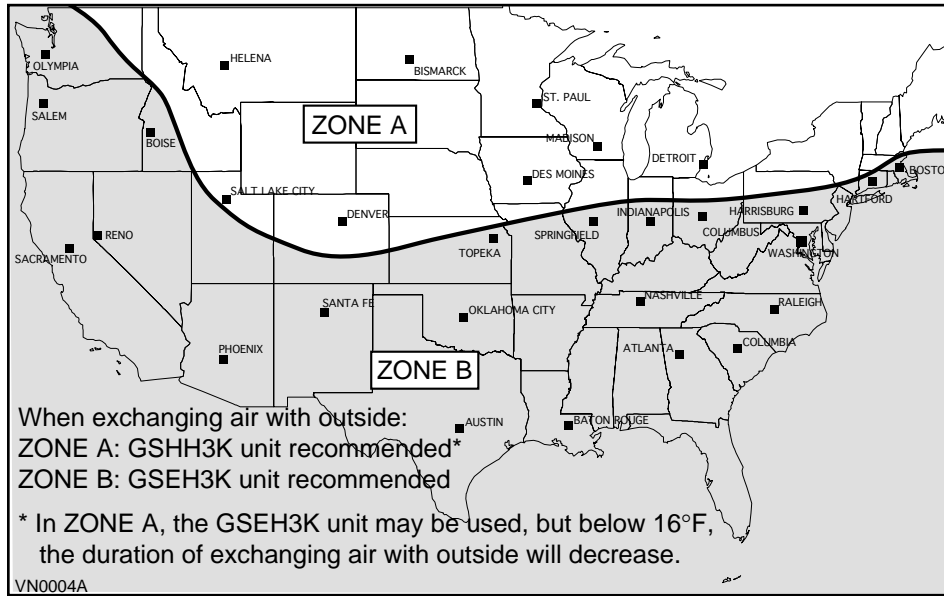 OLYMPIA
HELENA
BISMARCK
SALEM
ST. PAUL
ZONE A
BOISE
MADISON
DETROIT
DES MOINES
SALT LAKE CITY
BOSTO
HARTFORD
DENVER
INDIANAPOLIS
HARRISBURG
SPRINGFIELD
COLUMBUS
RENO
TOPEKA
SACRAMENTO
WASHINGTON
SANTA FE
NASHVILLE
RALEIGH
OKLAHOMA CITY
PHOENIX
ATLANTA
COLUMBIA
ZONE B
AUSTIN
BATON ROUGE
When exchanging air with outside:
ZONE A: GSHH3K unit recommended*
ZONE B: GSEH3K unit recommended
* In ZONE A, the GSEH3K unit may be used, but below 16°F,
the duration of exchanging air with outside will decrease.
VN0004A